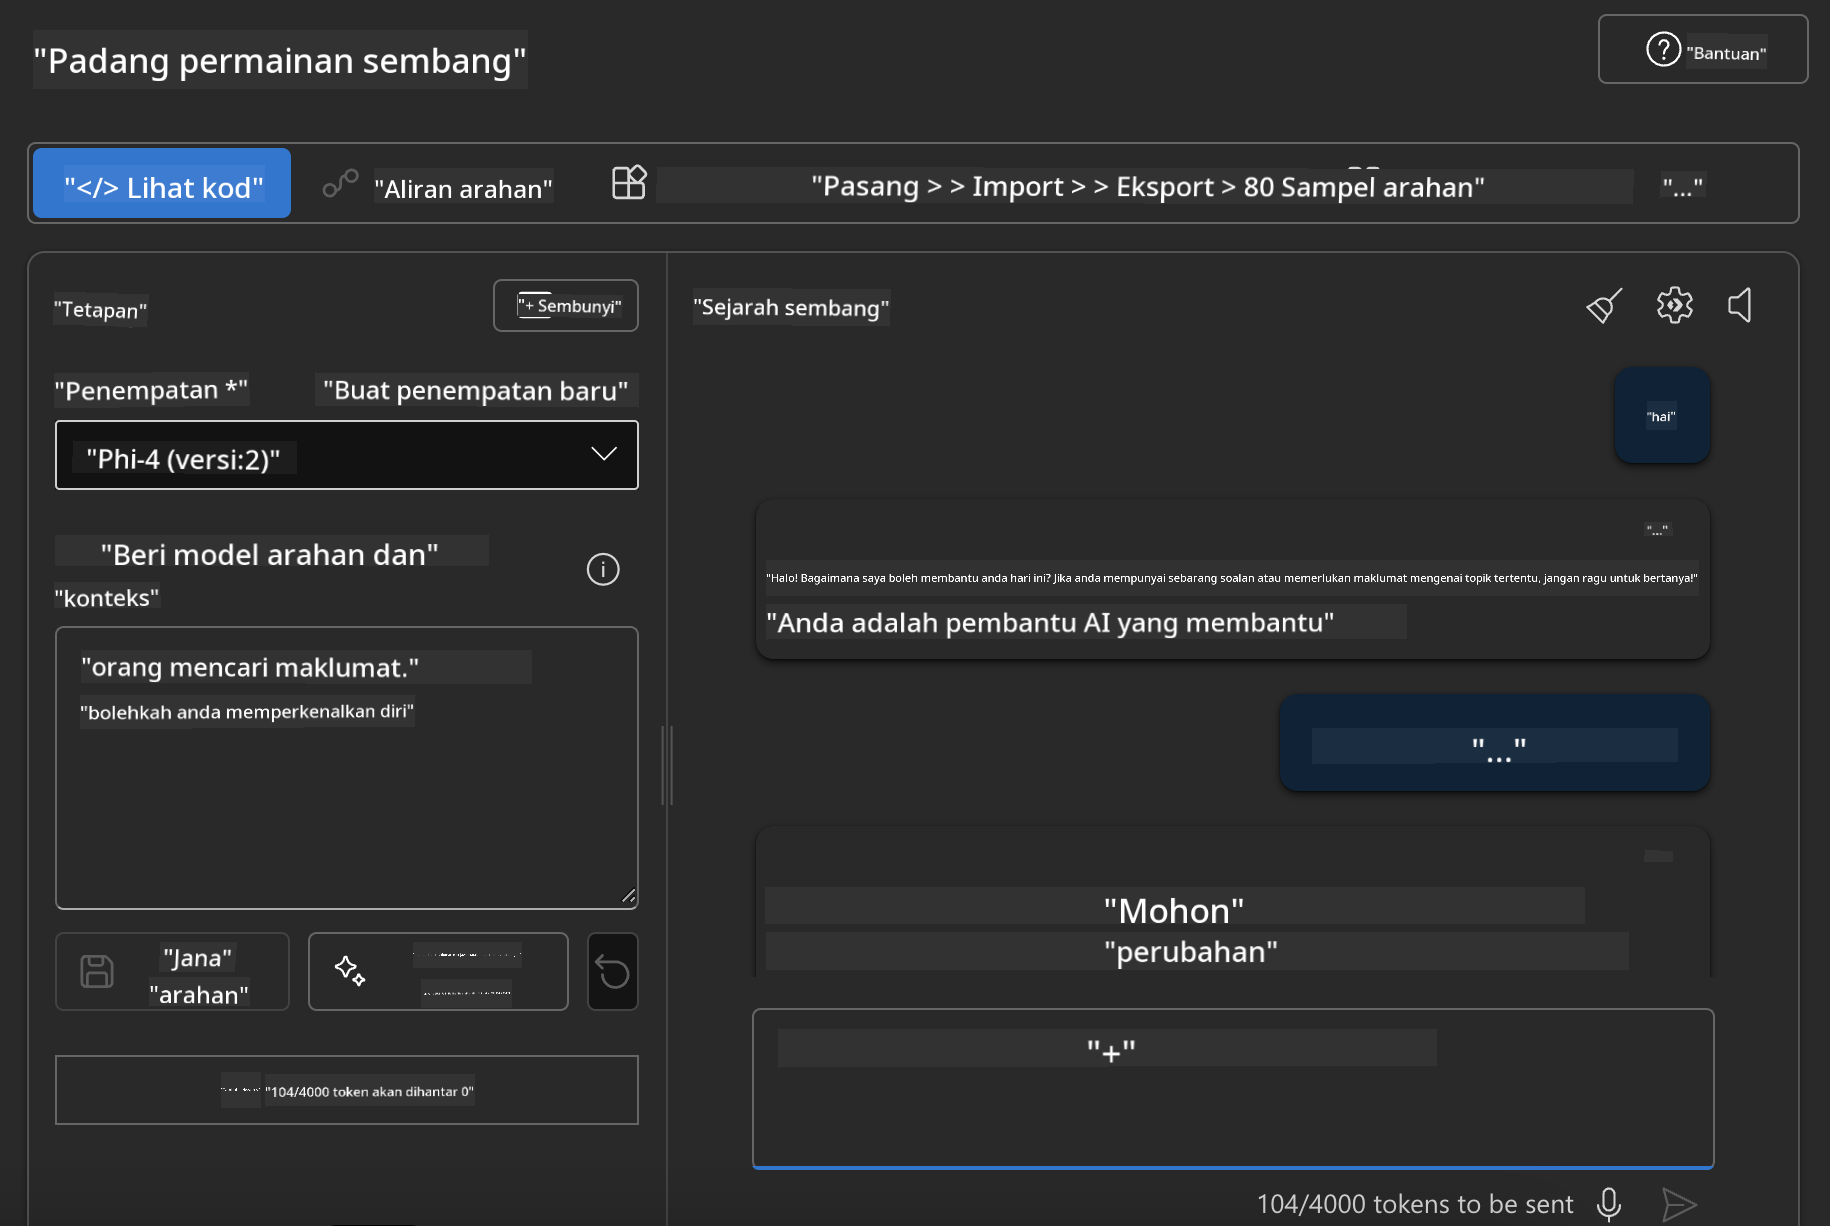 "Padang permainan sembang"
"Bantuan"
"</> Lihat kod"
"Aliran arahan"
"Pasang > > Import > > Eksport > 80 Sampel arahan"
"..."
"Tetapan"
"+ Sembunyi"
"Penempatan *"
"Buat penempatan baru"
"Phi-4 (versi:2)"
"Beri model arahan dan"
"konteks"
"orang mencari maklumat."
"bolehkah anda memperkenalkan diri"
"Jana"
"arahan"
"104/4000 token akan dihantar 0"
"Sejarah sembang"
"hai"
"..."
"Halo! Bagaimana saya boleh membantu anda hari ini? Jika anda mempunyai sebarang soalan atau memerlukan maklumat mengenai topik tertentu, jangan ragu untuk bertanya!"
"Anda adalah pembantu AI yang membantu"
"..."
"Mohon"
"perubahan"
"+"
104/4000 tokens to be sent